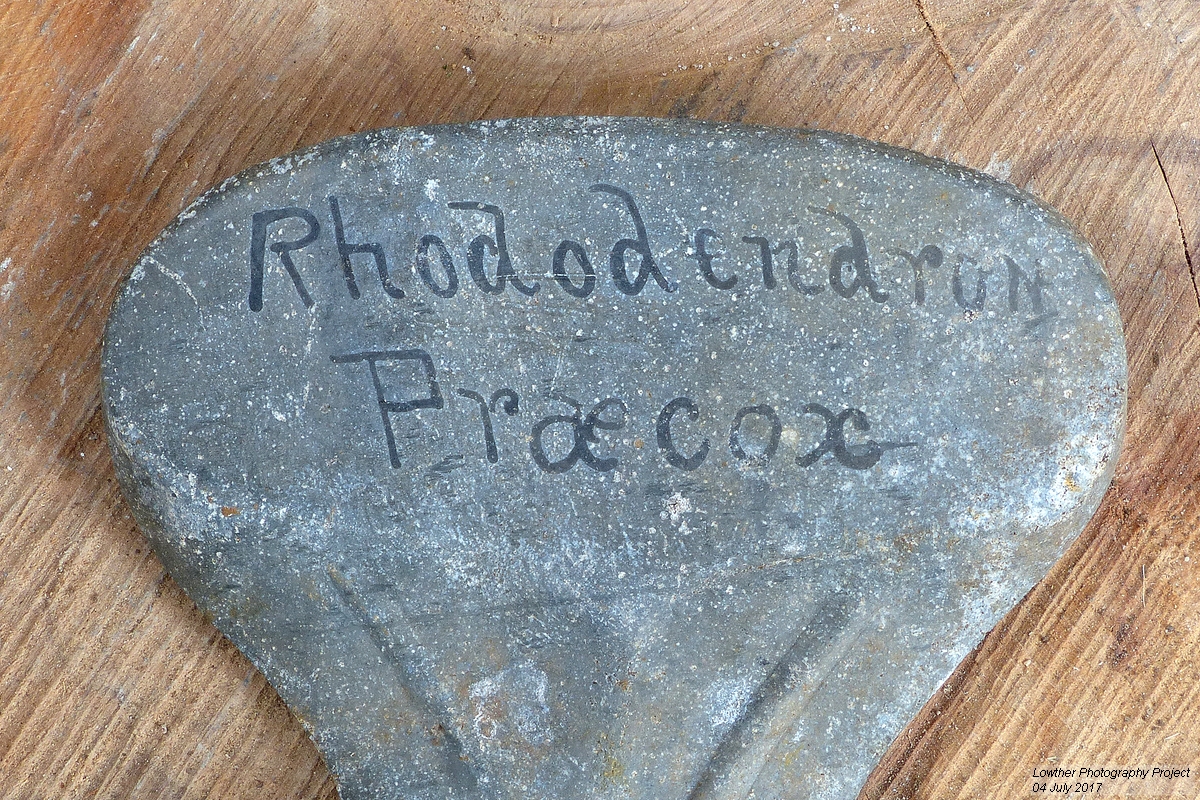 Rhododendron
Præcox
Lowther Photography Project
04 July 2017